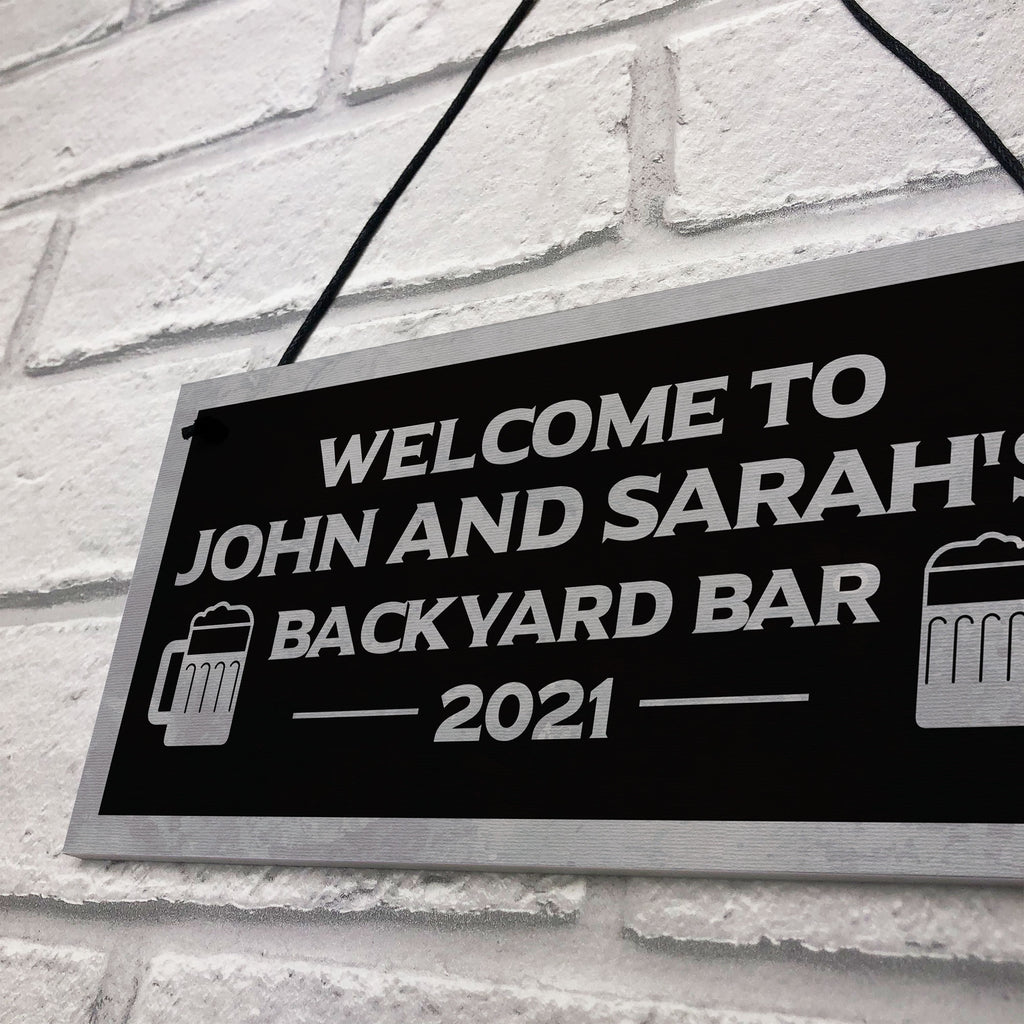 WELCOME TO
JOHN AND SARAH'S
BACKYARD BAR
2021